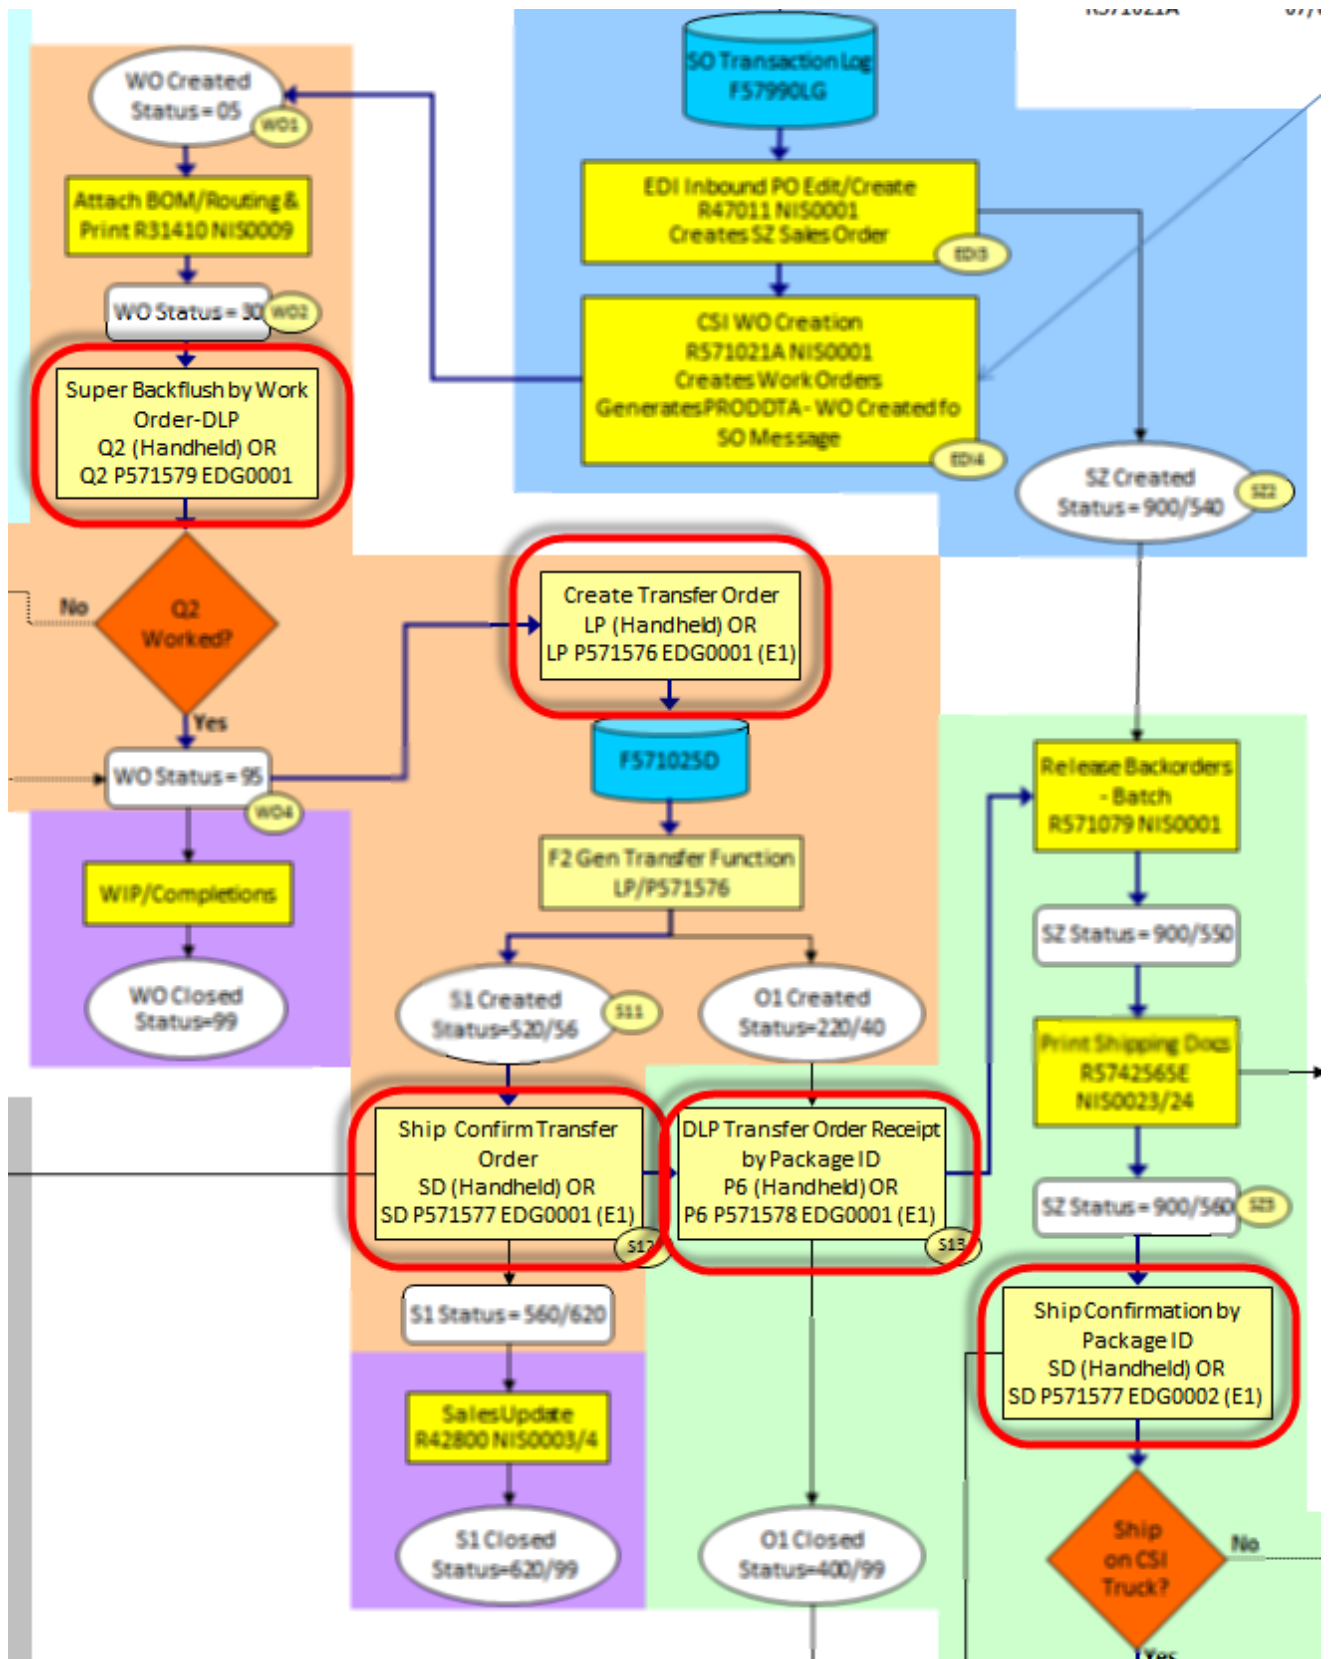 SO Transaction Log
F57990LG
WO Created
Status = 05
WO1
EDI Inbound PO Edit/Create
R47011 NIS0001
Creates SZ Sales Order
EDI3
Attach BOM/Routing &
Print R31410 NIS0009
WO Status = 30
WO2
CSI WO Creation
R571021A NIS0001
Creates Work Orders
Generates PRODDTA - WO Created fo
SO Message
EDI4
Super Backflush by Work
Order-DLP
Q2 (Handheld) OR
Q2 P571579 EDG0001
SZ Created
Status = 900/540
SZ2
No
Q2
Worked?
Yes
Create Transfer Order
LP (Handheld) OR
LP P571576 EDG0001 (E1)
WO Status = 95
WO4
F571025D
Release Backorders
- Batch
R571079 NIS0001
WIP/Completions
F2 Gen Transfer Function
LP/P571576
SZ Status = 900/550
WO Closed
Status=99
S1 Created
Status=520/56
S11
O1 Created
Status=220/40
Print Shipping Docs
R5742565E
NIS0023/24
Ship Confirm Transfer
Order
SD (Handheld) OR
SD P571577 EDG0001 (E1)
S12
DLP Transfer Order Receipt
by Package ID
P6 (Handheld) OR
P6 P571578 EDG0001 (E1)
S13
SZ Status = 900/560
SZ3
S1 Status = 560/620
Ship Confirmation by
Package ID
SD (Handheld) OR
SD P571577 EDG0002 (E1)
Sales Update
R42800 NIS0003/4
S1 Closed
Status=620/99
O1 Closed
Status=400/99
Ship
on CSI
Truck?
No
Yes